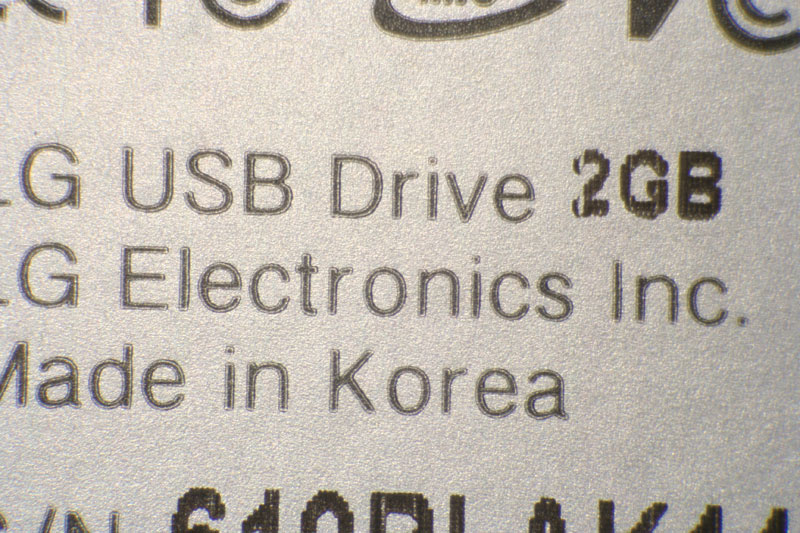 LG USB Drive 2GB
LG Electronics Inc.
Made in Korea
S/N